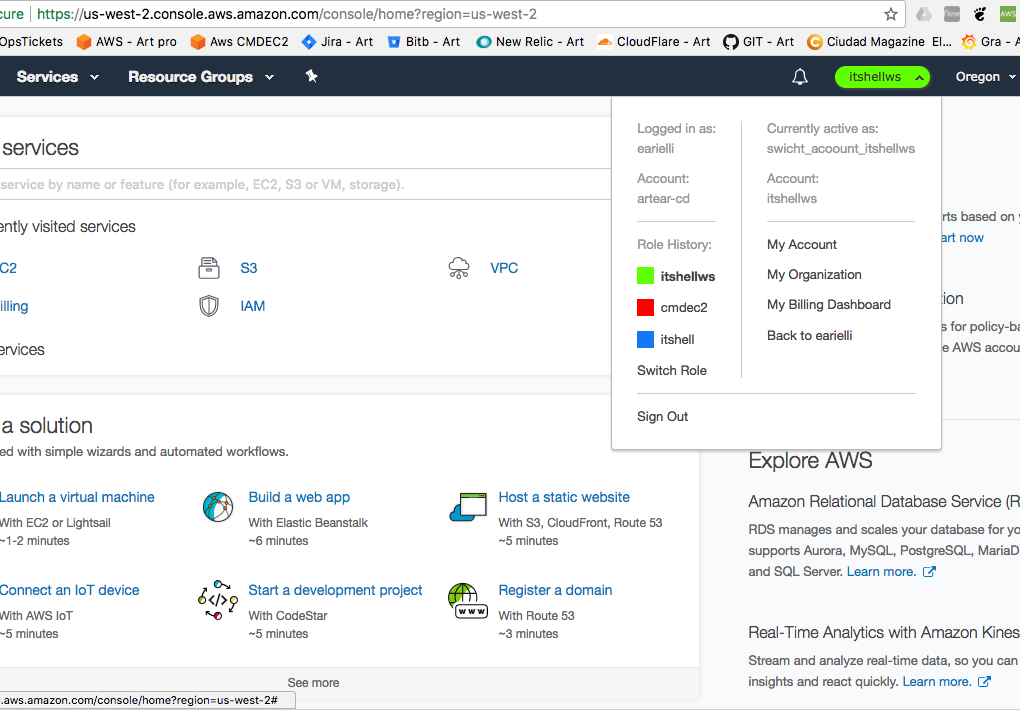 cure https://us-west-2.console.aws.amazon.com/console/home?region=us-west-2
OpsTickets AWS - Art pro Aws CMDEC2 Jira - Art Bitb - Art New Relic - Art CloudFlare - Art GIT - Art Ciudad Magazine El... Gra - A
Services Resource Groups itshellws Oregon
services
service by name or feature (for example, EC2, S3 or VM, storage).
ently visited services
C2 S3 VPC
illing IAM
ervices
Logged in as:
earielli
Account:
artear-cd
Role History:
itshellws
cmdec2
itshell
Switch Role
Currently active as:
swicht_acoount_itshellws
Account:
itshellws
My Account
My Organization
My Billing Dashboard
Back to earielli
Sign Out
rts based on y
art now
ion
s for policy-ba
e AWS accou
a solution
ed with simple wizards and automated workflows.
Launch a virtual machine
With EC2 or Lightsail
~1-2 minutes
Build a web app
With Elastic Beanstalk
~6 minutes
Host a static website
With S3, CloudFront, Route 53
~5 minutes
Connect an IoT device
With AWS IoT
~5 minutes
Start a development project
With CodeStar
~5 minutes
Register a domain
With Route 53
~3 minutes
See more
Explore AWS
Amazon Relational Database Service (R
RDS manages and scales your database for yo
supports Aurora, MySQL, PostgreSQL, MariaD
and SQL Server. Learn more.
Real-Time Analytics with Amazon Kines
Stream and analyze real-time data, so you can
insights and react quickly. Learn more.
.aws.amazon.com/console/home?region=us-west-2#